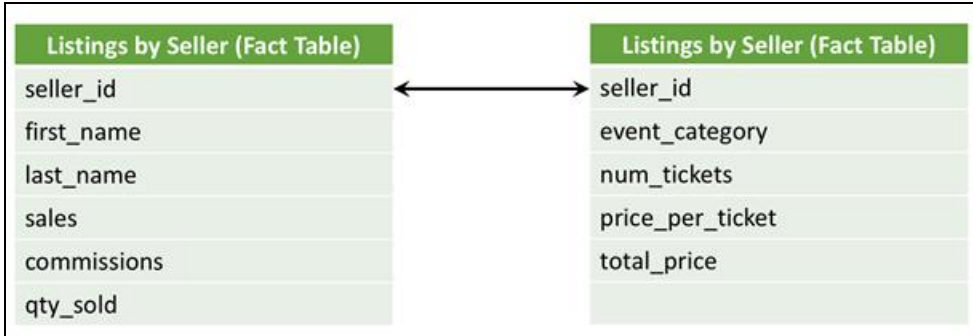 Listings by Seller (Fact Table)
seller_id
first_name
last_name
sales
commissions
qty_sold
Listings by Seller (Fact Table)
seller_id
event_category
num_tickets
price_per_ticket
total_price